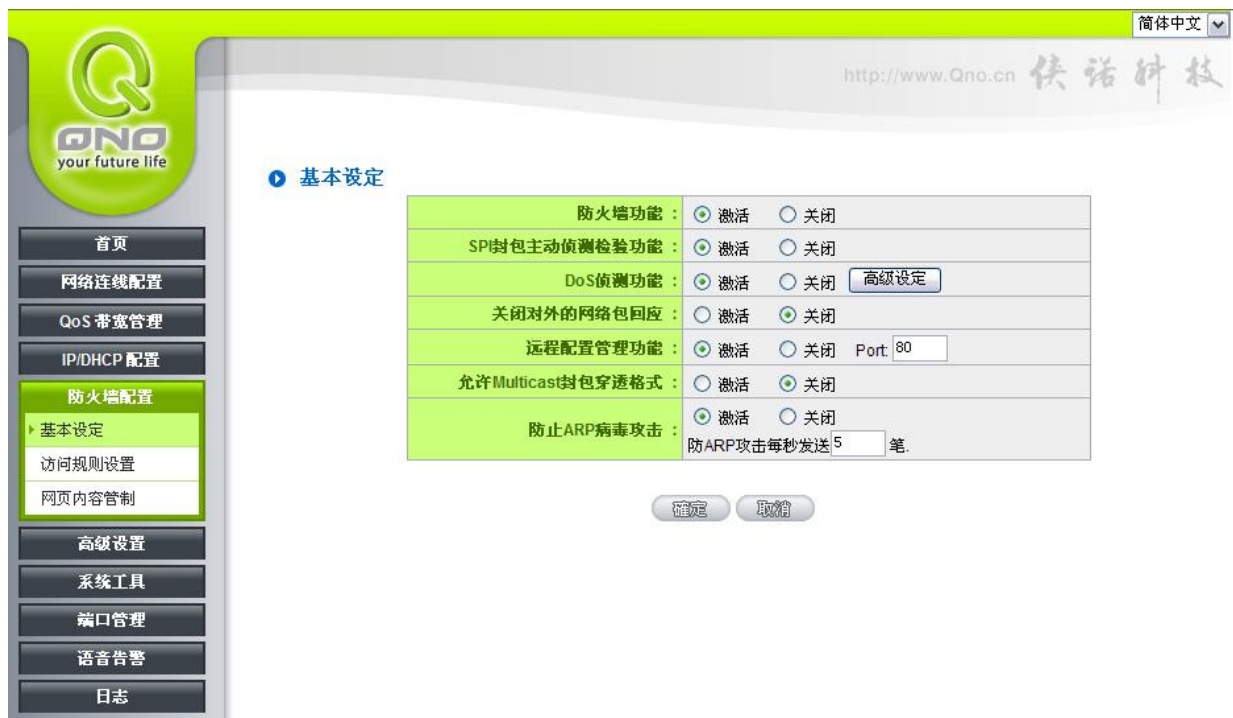 简体中文
http://www.Qno.cn 侠诺科技
QNO
your future life
基本设定
防火墙功能： 激活 关闭
SPI封包主动侦测检验功能： 激活 关闭
DoS侦测功能： 激活 关闭 高级设定
关闭对外的网络包回应： 激活 关闭
远程配置管理功能： 激活 关闭 Port: 80
允许Multicast封包穿透格式： 激活 关闭
防止ARP病毒攻击： 激活 关闭
防ARP攻击每秒发送 5 笔.
確定 取消
首页
网络连线配置
QoS 带宽管理
IP/DHCP 配置
防火墙配置
基本设定
访问规则设置
网页内容管制
高级设置
系统工具
端口管理
语音告警
日志